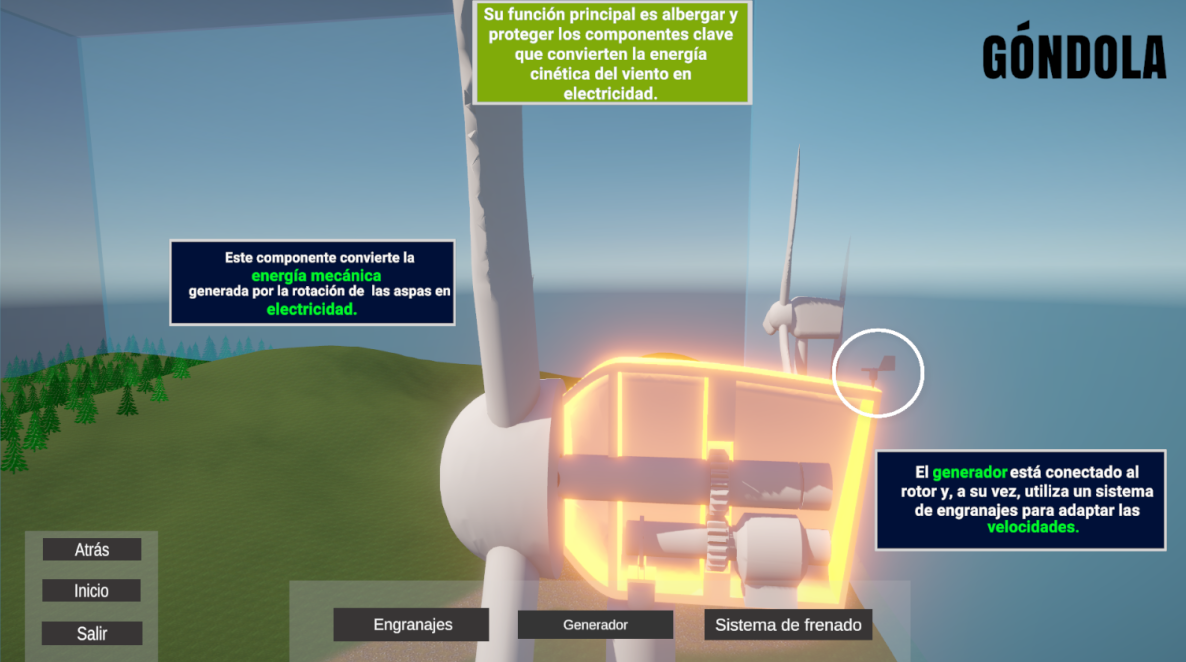 Su función principal es albergar y
proteger los componentes clave
que convierten la energía
cinética del viento en
electricidad.
GÓNDOLA
Este componente convierte la
energía mecánica
generada por la rotación de las aspas en
electricidad.
El generador está conectado al
rotor y, a su vez, utiliza un sistema
de engranajes para adaptar las
velocidades.
Atrás
Inicio
Salir
Engranajes
Generador
Sistema de frenado